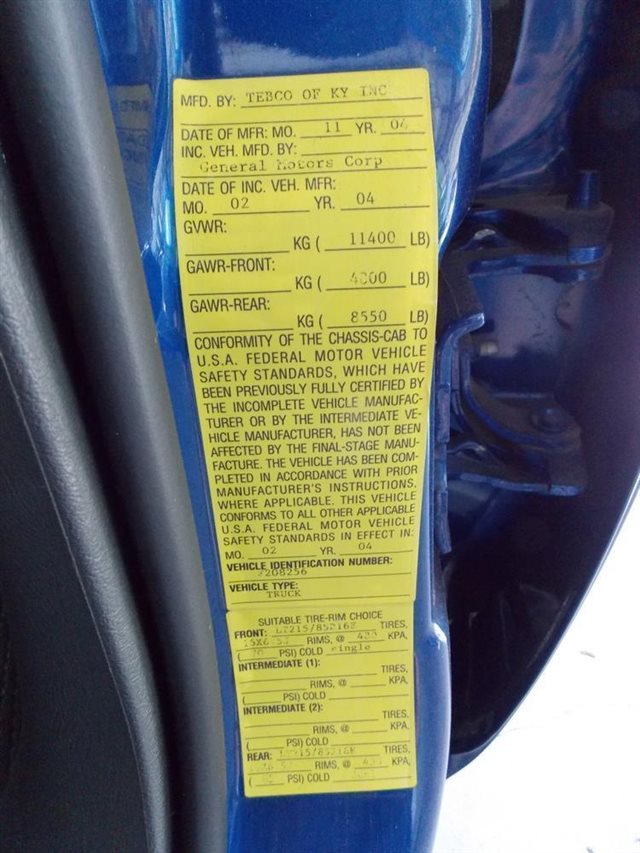 MFD. BY: TEBCO OF KY INC
DATE OF MFR: MO. 11 YR. 04
INC. VEH. MFD. BY:
General Motors Corp
DATE OF INC. VEH. MFR:
MO. 02 YR. 04
GVWR:
KG ( 11400 LB)
GAWR-FRONT:
KG ( LB)
GAWR-REAR:
KG ( 8550 LB)
CONFORMITY OF THE CHASSIS-CAB TO
U.S.A. FEDERAL MOTOR VEHICLE
SAFETY STANDARDS, WHICH HAVE
BEEN PREVIOUSLY FULLY CERTIFIED BY
THE INCOMPLETE VEHICLE MANUFAC-
TURER OR BY THE INTERMEDIATE VE-
HICLE MANUFACTURER, HAS NOT BEEN
AFFECTED BY THE FINAL-STAGE MANU-
FACTURE. THE VEHICLE HAS BEEN COM-
PLETED IN ACCORDANCE WITH PRIOR
MANUFACTURER'S INSTRUCTIONS,
WHERE APPLICABLE. THIS VEHICLE
CONFORMS TO ALL OTHER APPLICABLE
U.S.A. FEDERAL MOTOR VEHICLE
SAFETY STANDARDS IN EFFECT IN:
MO. 02 YR. 04
VEHICLE IDENTIFICATION NUMBER:
VEHICLE TYPE:
TRUCK
SUITABLE TIRE-RIM CHOICE
FRONT: TIRES,
RIMS, @ KPA,
( PSI) COLD single
INTERMEDIATE (1):
TIRES,
RIMS, @ KPA,
( PSI) COLD
INTERMEDIATE (2):
TIRES,
RIMS, @ KPA,
( PSI) COLD
REAR: TIRES,
RIMS, @ KPA,
( PSI) COLD